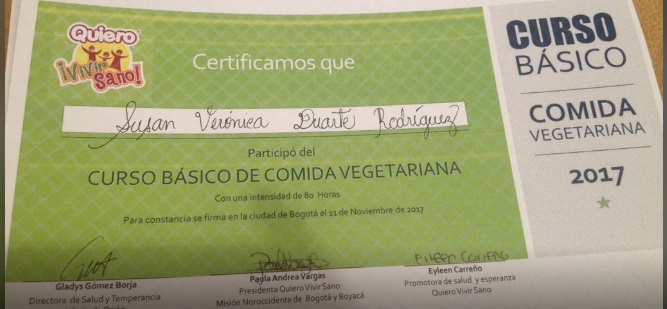 Quiero
¡Vivir
Sano!
Certificamos que
Susan Verónica Duarte Rodríguez
Participó del
CURSO BÁSICO DE COMIDA VEGETARIANA
Con una intensidad de 80 Horas
Para constancia se firma en la ciudad de Bogotá el 11 de Noviembre de 2017
Gladys Gómez Borja
Directora de Salud y Temperancia
Paola Andrea Vargas
Presidenta Quiero Vivir Sano
Misión Noroccidente de Bogotá y Boyacá
Eileen Carreño
Eyleen Carreño
Promotora de salud y esperanza
Quiero Vivir Sano
CURSO
BÁSICO
COMIDA
VEGETARIANA
2017